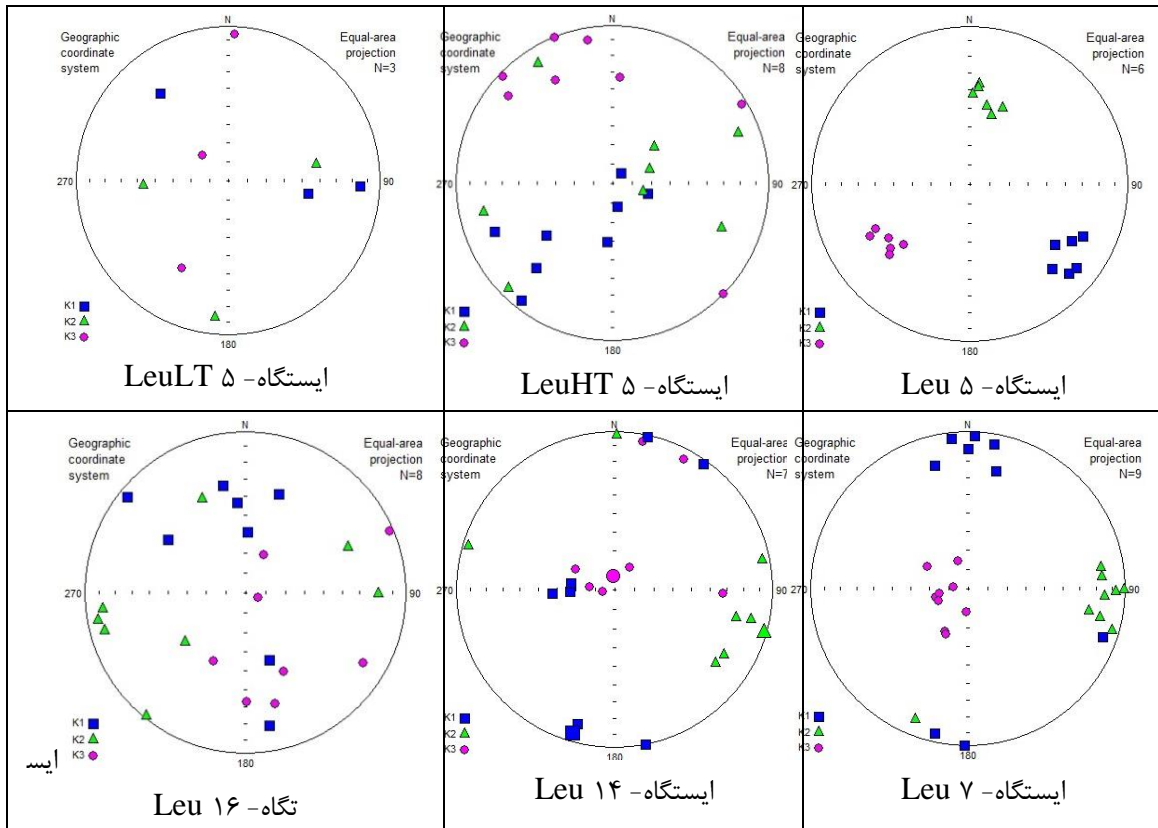 N
Geographic
coordinate
system
Equal-area
projection
N=3
270
90
K1
K2
K3
180
ایستگاه- ۵ LeuLT
N
Geographic
coordinate
system
Equal-area
projection
N=8
270
90
K1
K2
K3
180
ایستگاه- ۵ LeuHT
N
Geographic
coordinate
system
Equal-area
projection
N=6
270
90
K1
K2
K3
180
ایستگاه- ۵ Leu
N
Geographic
coordinate
system
Equal-area
projection
N=8
270
90
K1
K2
K3
180
ایسـ
تگاه- ۱۶ Leu
N
Geographic
coordinate
system
Equal-area
projection
N=7
270
90
K1
K2
K3
180
ایستگاه- ۱۴ Leu
N
Geographic
coordinate
system
Equal-area
projection
N=9
270
90
K1
K2
K3
180
ایستگاه- ۷ Leu